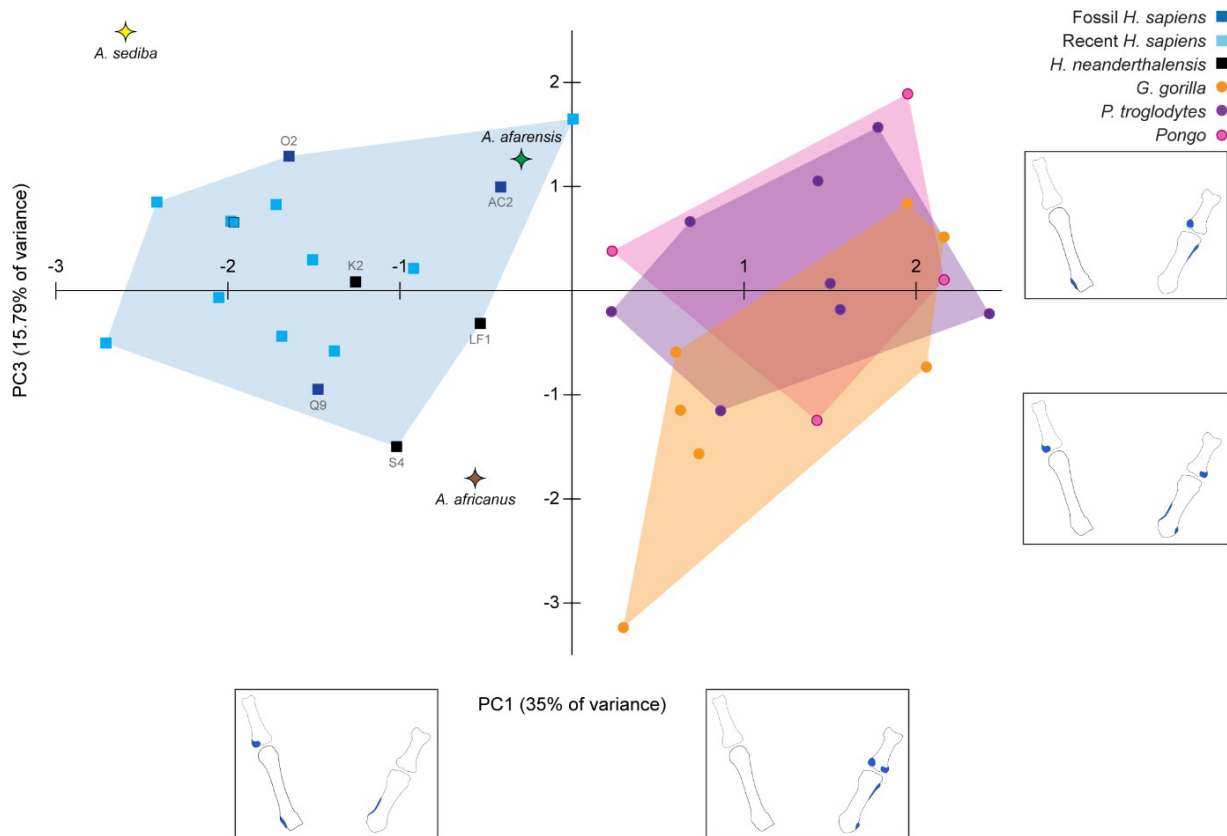 Fossil H. sapiens
Recent H. sapiens
H. neanderthalensis
G. gorilla
P. troglodytes
Pongo
A. sediba
2
O2
A. afarensis
1
AC2
-3
-2
-1
1
2
K2
LF1
PC3 (15.79% of variance)
-1
Q9
S4
-2
A. africanus
-3
PC1 (35% of variance)